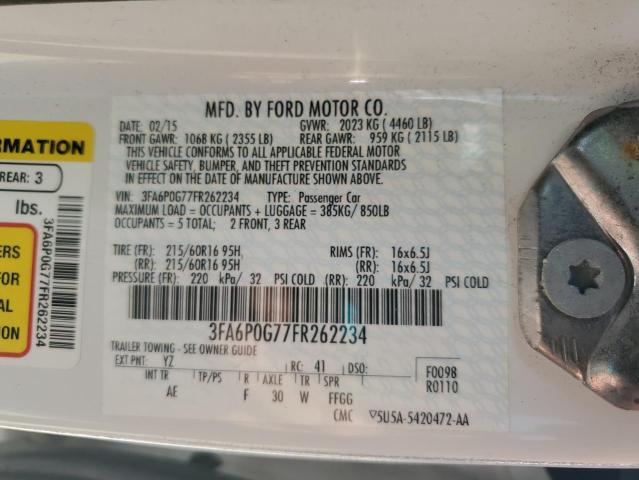 MFD. BY FORD MOTOR CO.
DATE: 02/15 GVWR: 2023 KG ( 4460 LB)
FRONT GAWR: 1068 KG ( 2355 LB) REAR GAWR: 959 KG ( 2115 LB)
THIS VEHICLE CONFORMS TO ALL APPLICABLE FEDERAL MOTOR
VEHICLE SAFETY, BUMPER, AND THEFT PREVENTION STANDARDS
IN EFFECT ON THE DATE OF MANUFACTURE SHOWN ABOVE.
VIN: 3FA6P0G77FR262234 TYPE: Passenger Car
MAXIMUM LOAD = OCCUPANTS + LUGGAGE = 385KG/ 850LB
OCCUPANTS = 5 TOTAL; 2 FRONT, 3 REAR
TIRE (FR): 215/60R16 95H RIMS (FR): 16x6.5J
(RR): 215/60R16 95H (RR): 16x6.5J
PRESSURE (FR): 220 kPa/ 32 PSI COLD (RR): 220 kPa/ 32 PSI COLD
3FA6P0G77FR262234
TRAILER TOWING - SEE OWNER GUIDE
EXT PNT: YZ RC: 41 DSO: F0098
INT TR TP/PS R AXLE TR SPR R0110
AE F 30 W FFGG
CMC ▽5U5A-5420472-AA
RMATION
REAR: 3
lbs.
3FA6P0G77FR262234
ERS
FOR
AL
TION